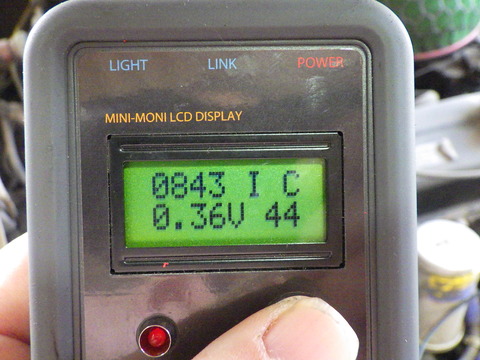 LIGHT LINK POWER
MINI-MONI LCD DISPLAY
0843 I C
0.36V 44